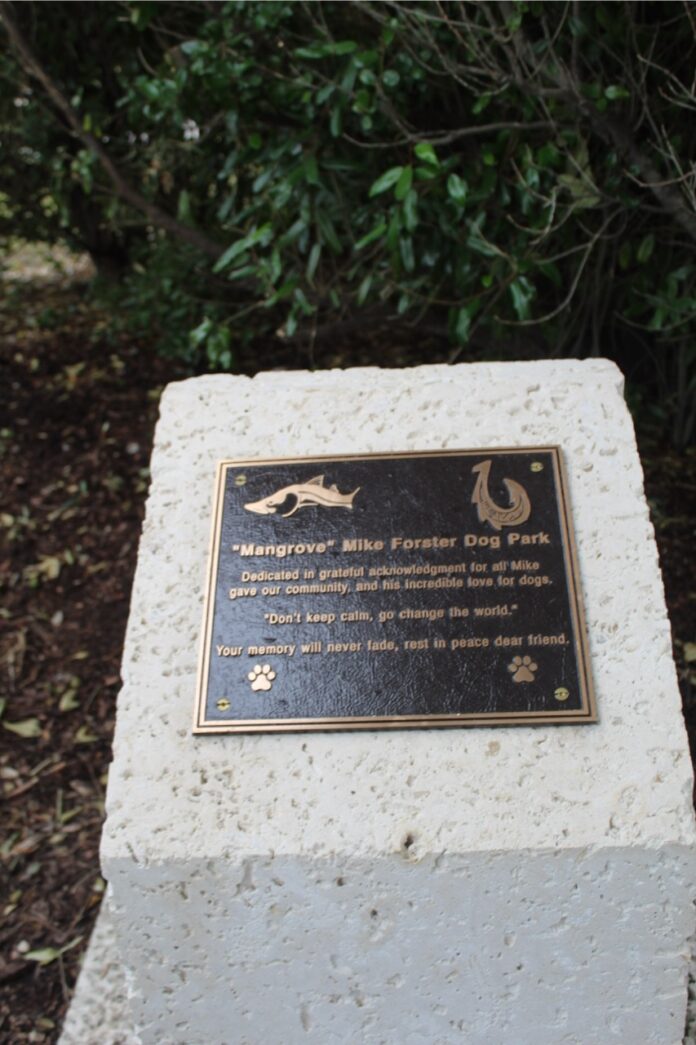 "Mangrove" Mike Forster Dog Park
Dedicated in grateful acknowledgment for all Mike
gave our community, and his incredible love for dogs.
"Don't keep calm, go change the world."
Your memory will never fade, rest in peace dear friend.